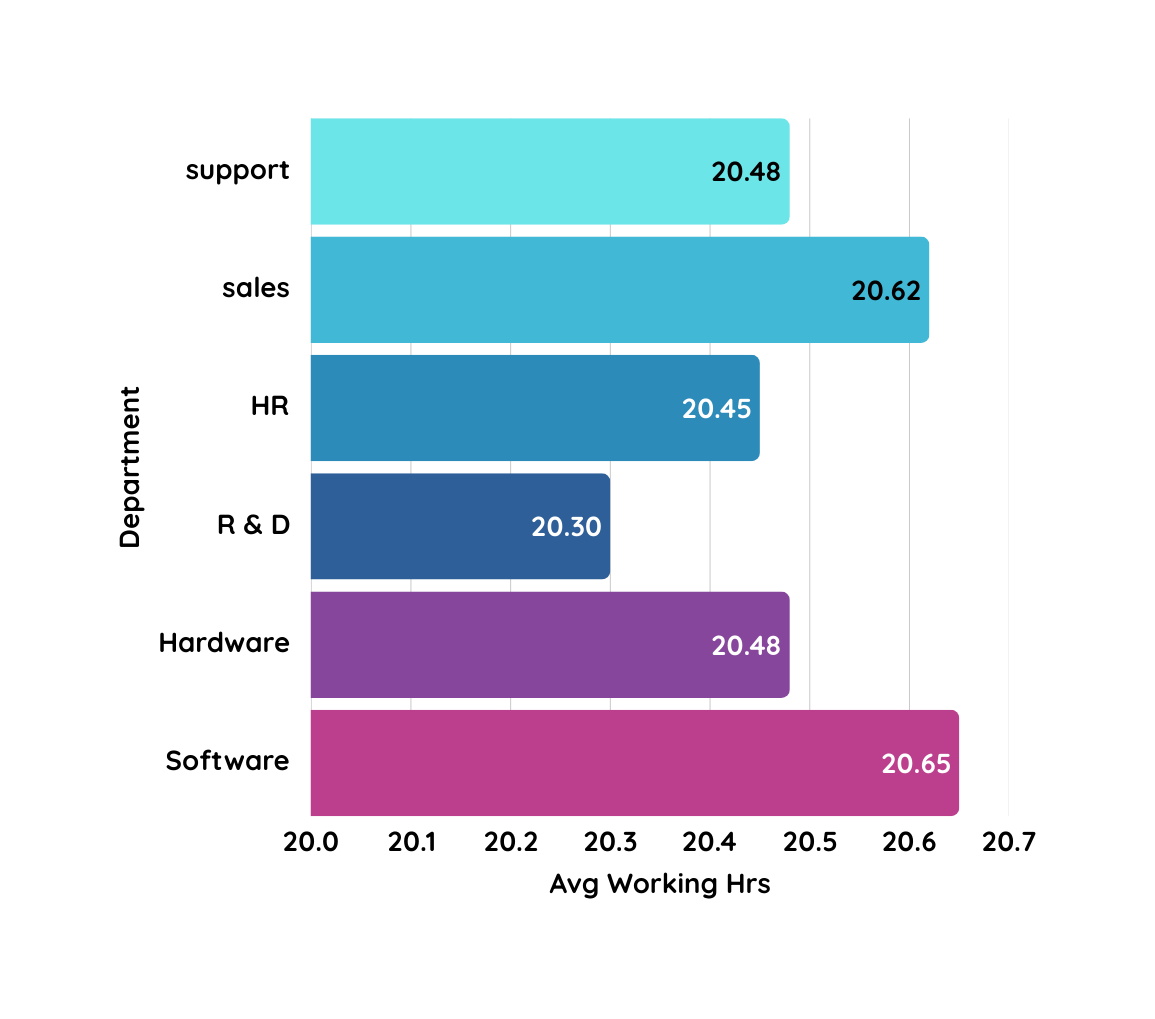 support
20.48
sales
20.62
HR
20.45
R & D
20.30
Hardware
20.48
Software
20.65
Department
20.0 20.1 20.2 20.3 20.4 20.5 20.6 20.7
Avg Working Hrs